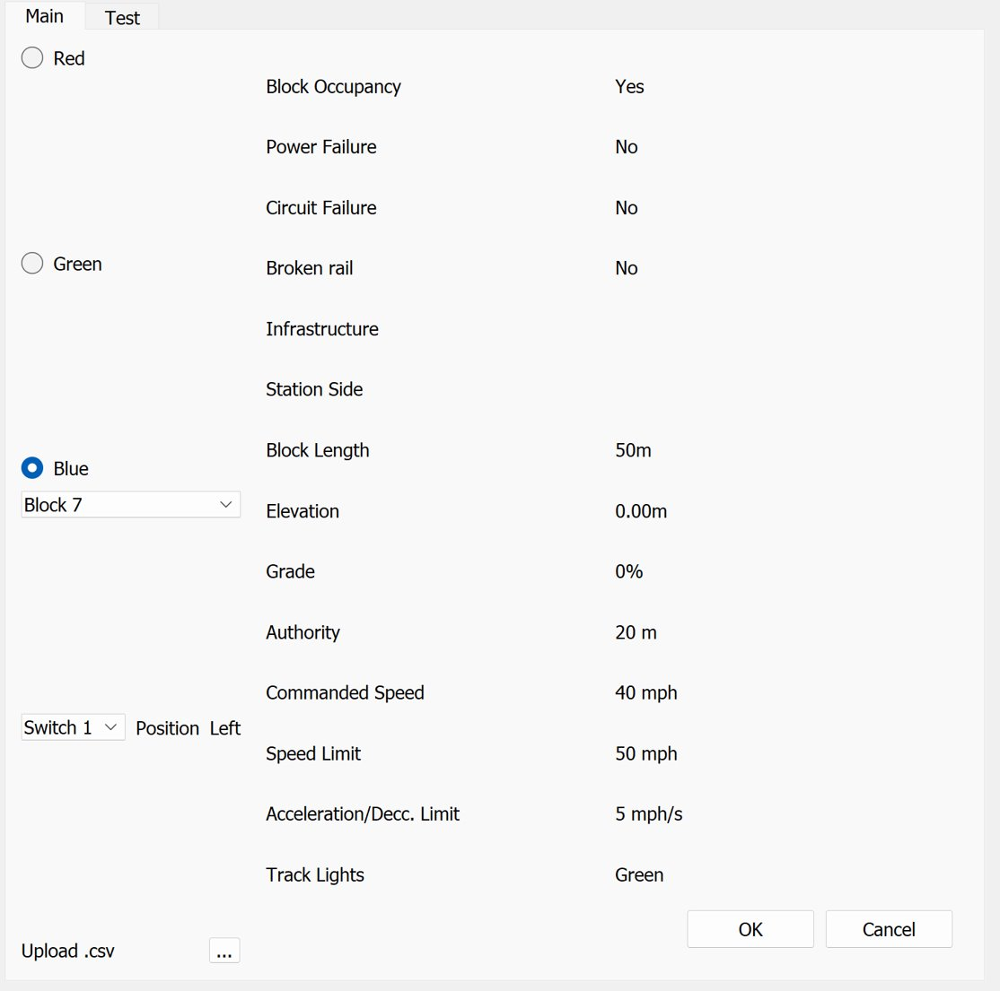 Main Test
Red
Block Occupancy Yes
Power Failure No
Circuit Failure No
Green
Broken rail No
Infrastructure
Station Side
Block Length 50m
Blue
Block 7
Elevation 0.00m
Grade 0%
Authority 20 m
Commanded Speed 40 mph
Switch 1 Position Left
Speed Limit 50 mph
Acceleration/Decc. Limit 5 mph/s
Track Lights Green
OK Cancel
Upload .csv ...